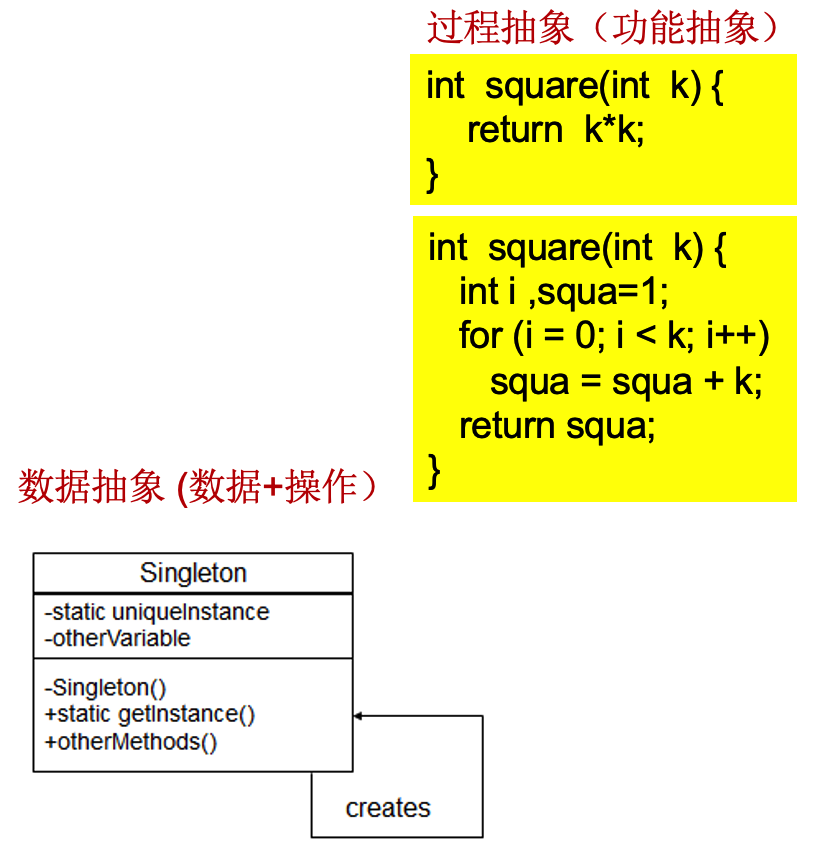 过程抽象（功能抽象）
int square(int k) {
return k*k;
}
int square(int k) {
int i ,squa=1;
for (i = 0; i < k; i++)
squa = squa + k;
return squa;
}
数据抽象 (数据+操作）
Singleton
-static uniqueInstance
-otherVariable
-Singleton()
+static getInstance()
+otherMethods()
creates